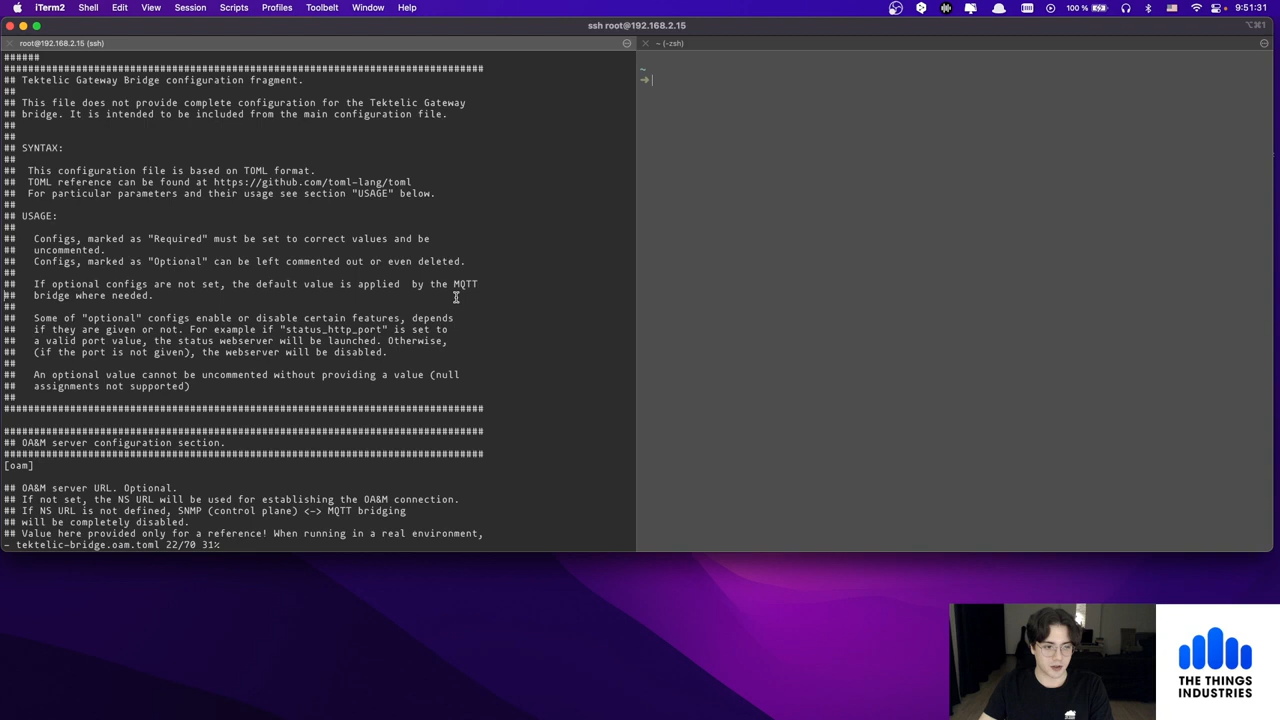 iTerm2 Shell Edit View Session Scripts Profiles Toolbelt Window Help 100 % 9:51:31
ssh root@192.168.2.15 ⌥⌘1
root@192.168.2.15 (ssh)
~ (-zsh)
######
################################################################################
## Tektelic Gateway Bridge configuration fragment.
##
## This file does not provide complete configuration for the Tektelic Gateway
## bridge. It is intended to be included from the main configuration file.
##
##
## SYNTAX:
##
##  This configuration file is based on TOML format.
##  TOML reference can be found at https://github.com/toml-lang/toml
##  For particular parameters and their usage see section "USAGE" below.
##
## USAGE:
##
##   Configs, marked as "Required" must be set to correct values and be
##   uncommented.
##   Configs, marked as "Optional" can be left commented out or even deleted.
##
##   If optional configs are not set, the default value is applied  by the MQTT
##   bridge where needed.
##
##   Some of "optional" configs enable or disable certain features, depends
##   if they are given or not. For example if "status_http_port" is set to
##   a valid port value, the status webserver will be launched. Otherwise,
##   (if the port is not given), the webserver will be disabled.
##
##   An optional value cannot be uncommented without providing a value (null
##   assignments not supported)
##
################################################################################
################################################################################
## OA&M server configuration section.
################################################################################
[oam]
## OA&M server URL. Optional.
## If not set, the NS URL will be used for establishing the OA&M connection.
## If NS URL is not defined, SNMP (control plane) <-> MQTT bridging
## will be completely disabled.
## Value here provided only for a reference! When running in a real environment,
- tektelic-bridge.oam.toml 22/70 31%
~
➜
THE THINGS
INDUSTRIES